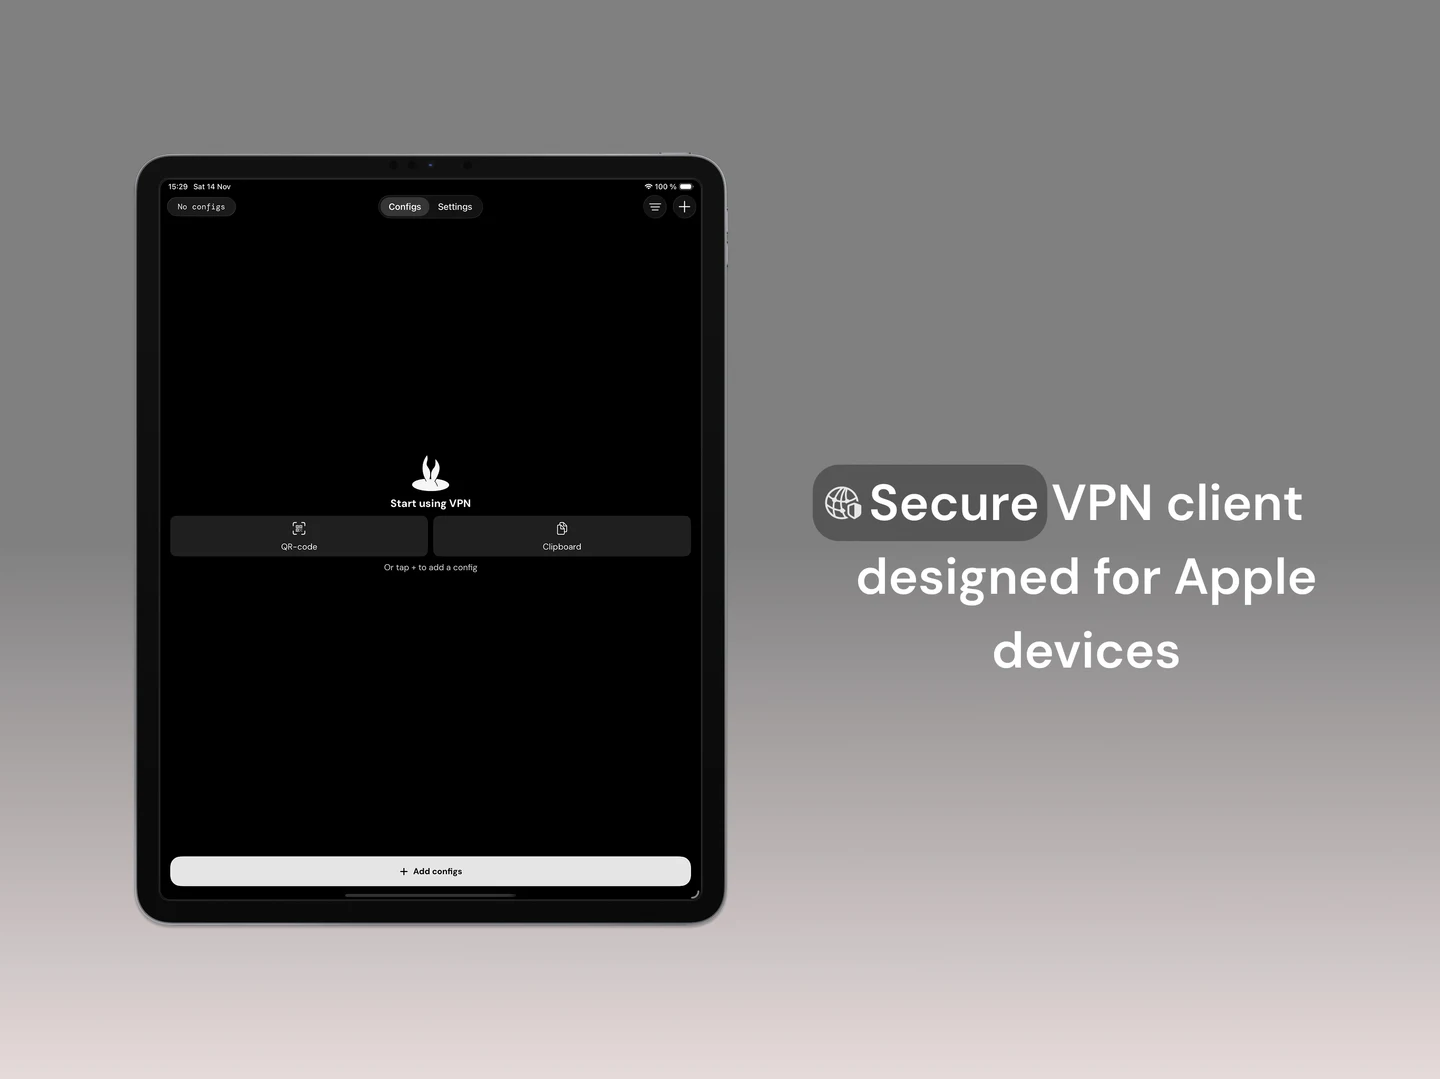 15:29 Sat 14 Nov
100 %
No configs
Configs
Settings
Start using VPN
QR-code
Clipboard
Or tap + to add a config
+ Add configs
Secure VPN client
designed for Apple
devices